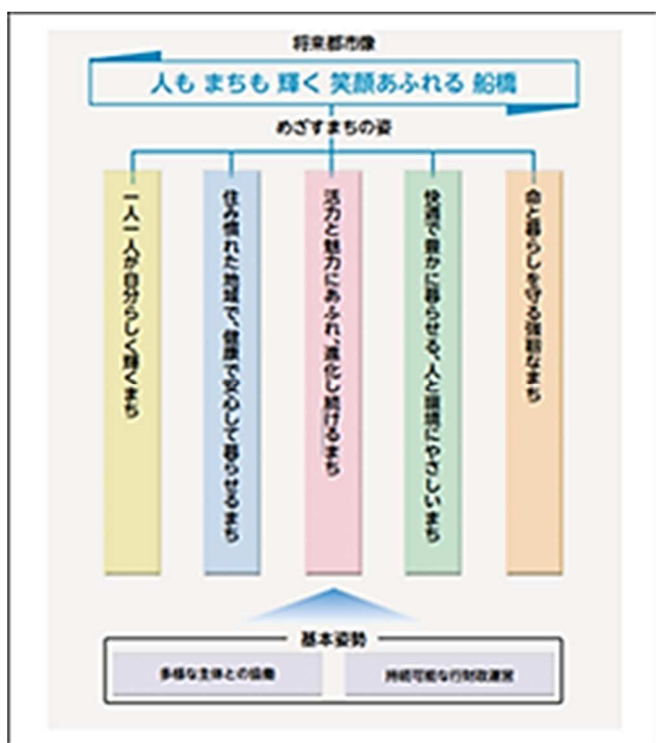 将来都市像
人も まちも 輝く 笑顔あふれる 船橋
めざすまちの姿
命と暮らしを守る強靭なまち
快適で豊かに暮らせる、人と環境にやさしいまち
活力と魅力にあふれ、進化し続けるまち
住み慣れた地域で、健康で安心して暮らせるまち
一人一人が自分らしく輝くまち
基本姿勢
多様な主体との協働
持続可能な行財政運営